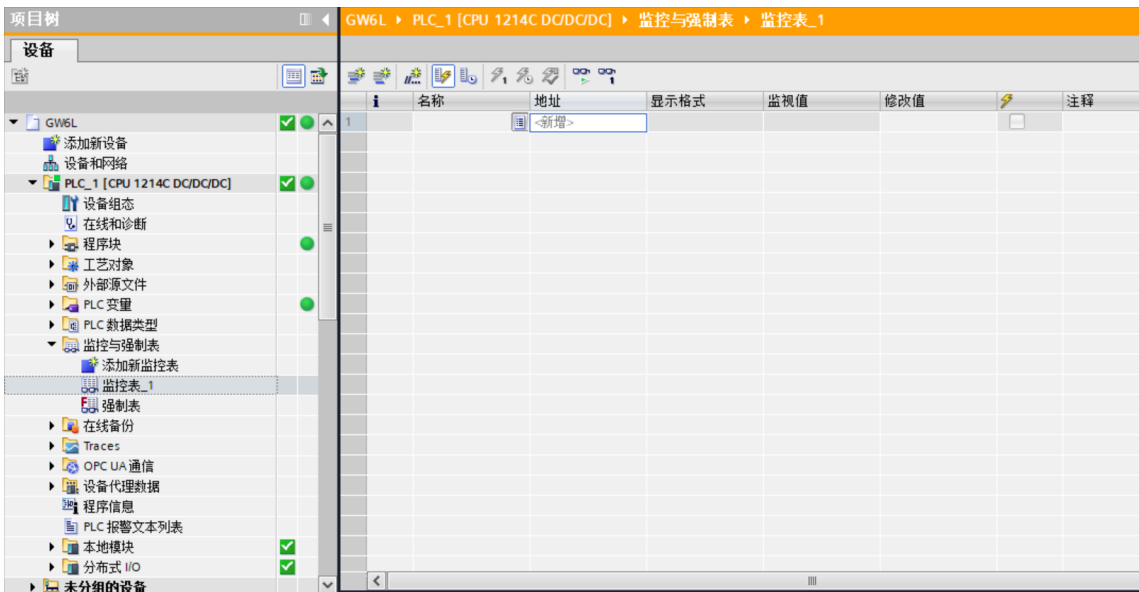 项目树
GW6L ▸ PLC_1 [CPU 1214C DC/DC/DC] ▸ 监控与强制表 ▸ 监控表_1
设备
i 名称 地址 显示格式 监视值 修改值 注释
1 <新增>
GW6L
添加新设备
设备和网络
PLC_1 [CPU 1214C DC/DC/DC]
设备组态
在线和诊断
程序块
工艺对象
外部源文件
PLC 变量
PLC 数据类型
监控与强制表
添加新监控表
监控表_1
强制表
在线备份
Traces
OPC UA 通信
设备代理数据
程序信息
PLC 报警文本列表
本地模块
分布式 I/O
未分组的设备